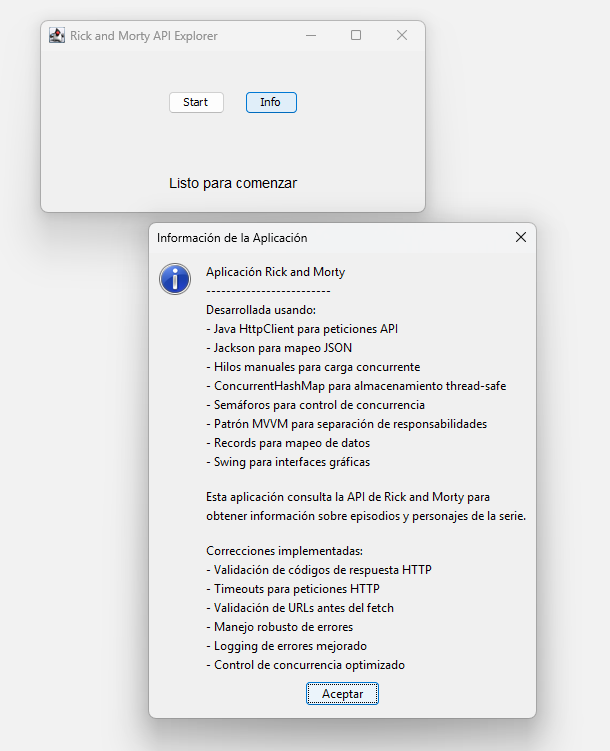 Rick and Morty API Explorer
Start
Info
Listo para comenzar
Información de la Aplicación
Aplicación Rick and Morty
-------------------------
Desarrollada usando:
- Java HttpClient para peticiones API
- Jackson para mapeo JSON
- Hilos manuales para carga concurrente
- ConcurrentHashMap para almacenamiento thread-safe
- Semáforos para control de concurrencia
- Patrón MVVM para separación de responsabilidades
- Records para mapeo de datos
- Swing para interfaces gráficas
Esta aplicación consulta la API de Rick and Morty para
obtener información sobre episodios y personajes de la serie.
Correcciones implementadas:
- Validación de códigos de respuesta HTTP
- Timeouts para peticiones HTTP
- Validación de URLs antes del fetch
- Manejo robusto de errores
- Logging de errores mejorado
- Control de concurrencia optimizado
Aceptar